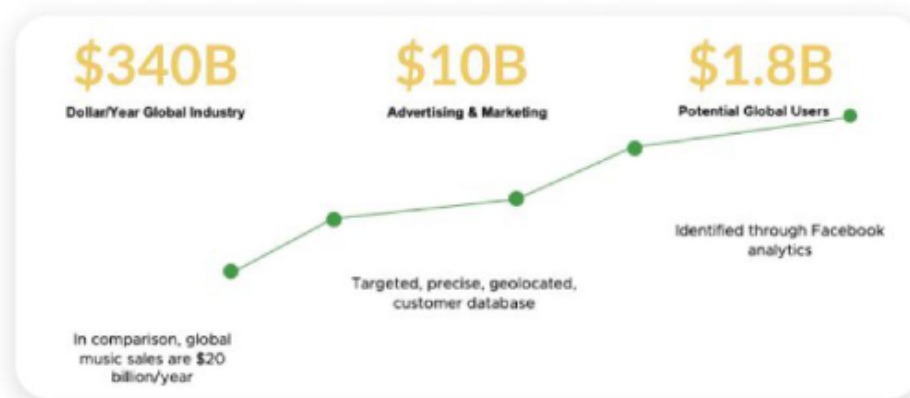 $340B
Dollar/Year Global Industry
$10B
Advertising & Marketing
$1.8B
Potential Global Users
In comparison, global
music sales are $20
billion/year
Targeted, precise, geolocated,
customer database
Identified through Facebook
analytics